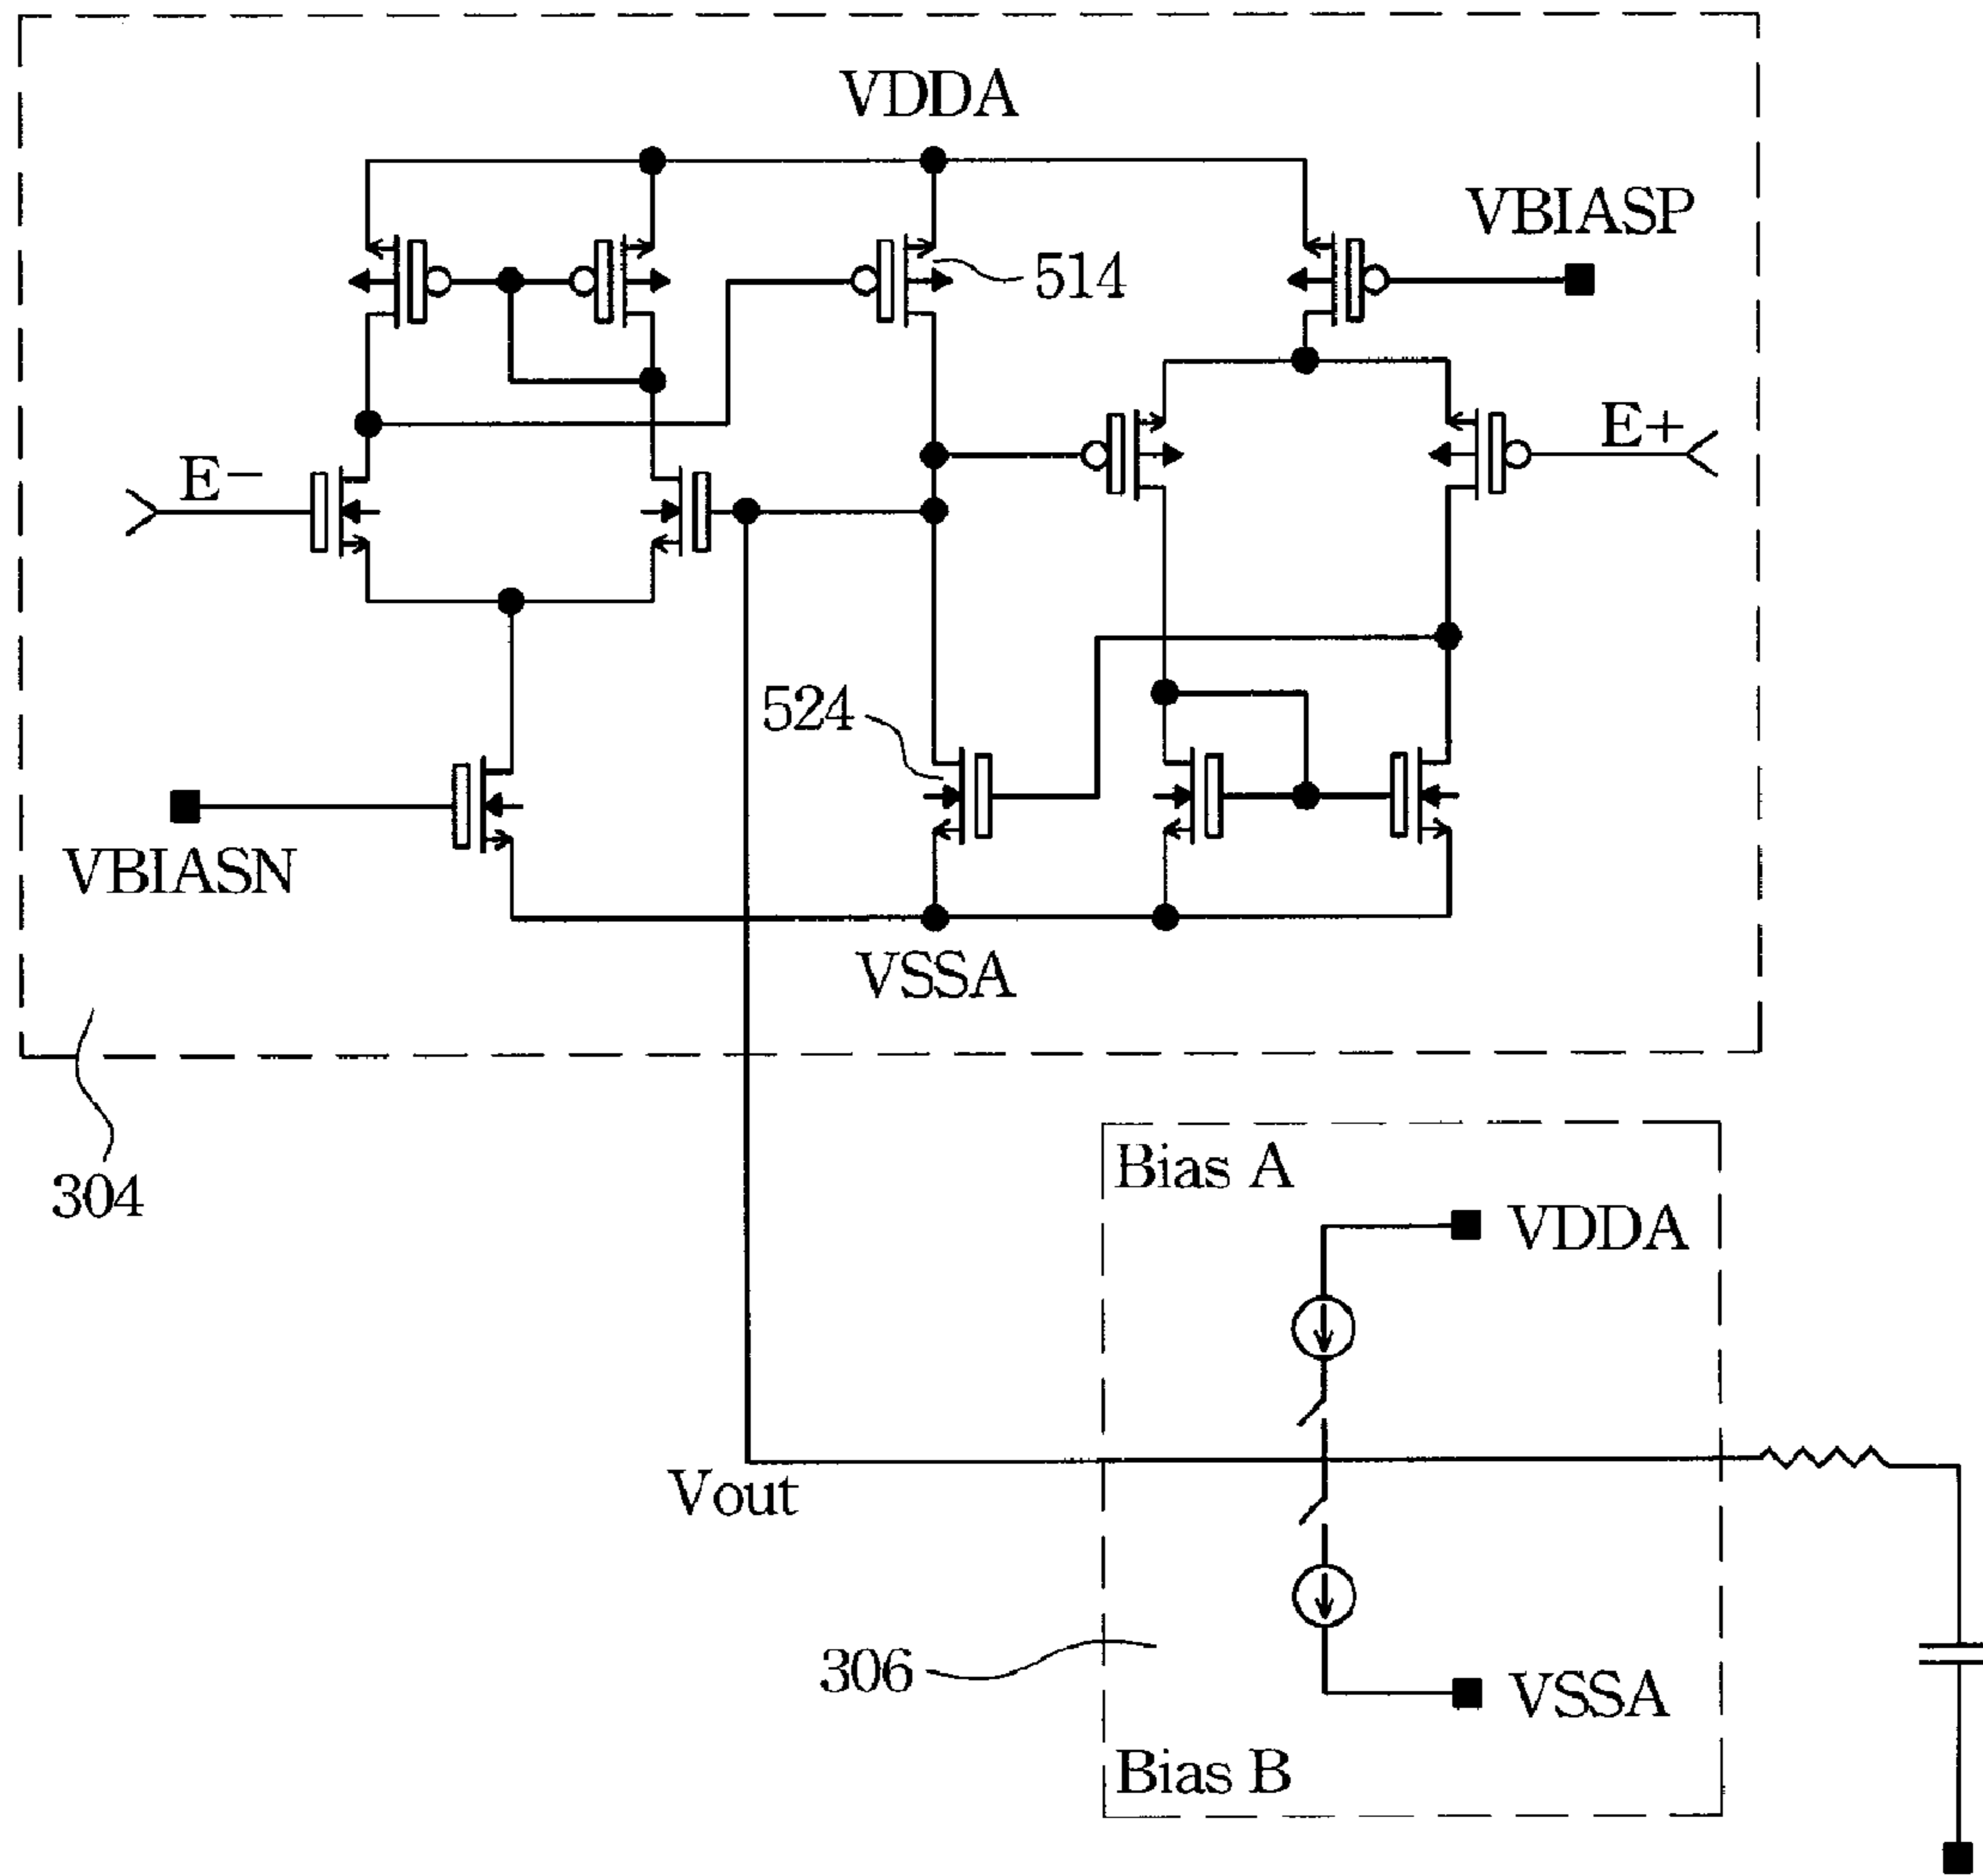 VDDA
VBIASP
514
E+
E−
524
VBIASN
VSSA
304
Bias A
VDDA
Vout
306
VSSA
Bias B